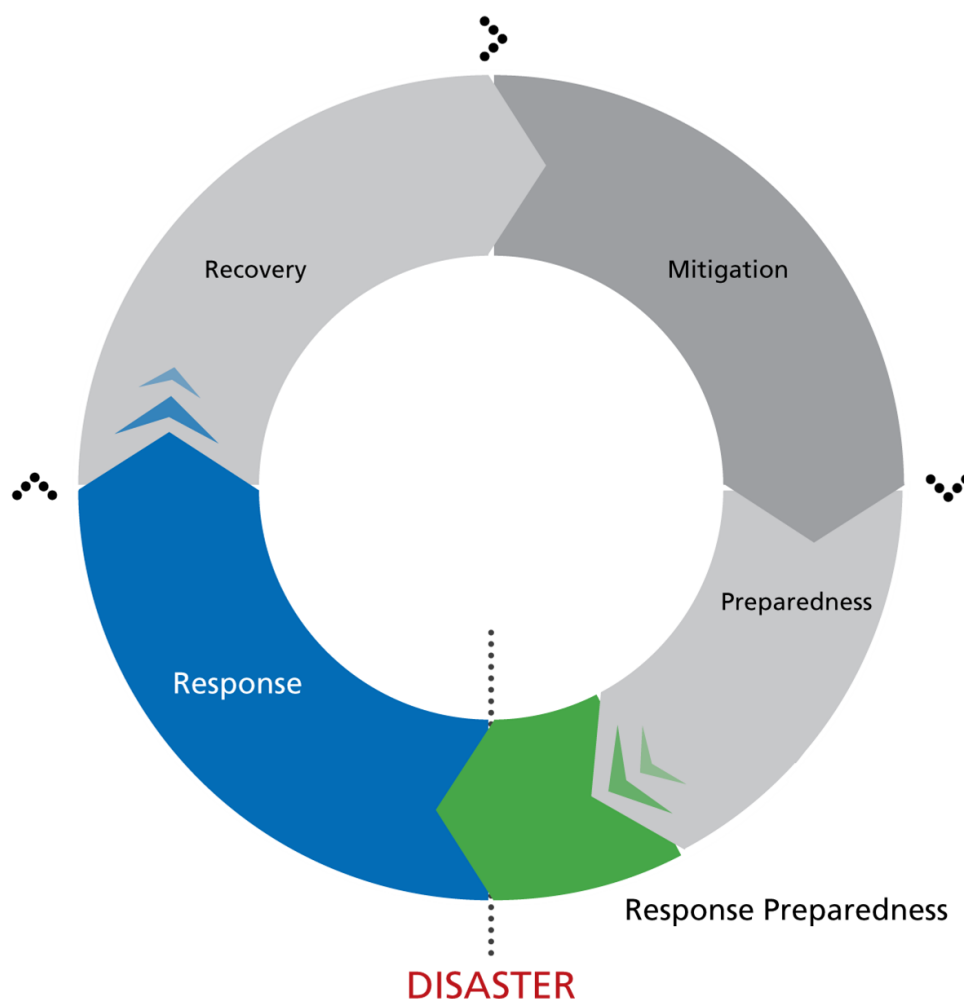 Recovery
Mitigation
Preparedness
Response
Response Preparedness
DISASTER